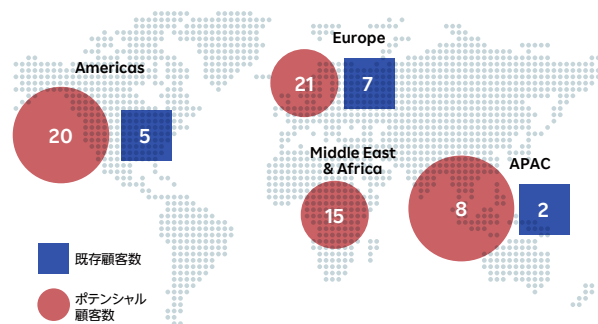 Europe
21
7
Americas
20
5
Middle East
& Africa
15
APAC
8
2
既存顧客数
ポテンシャル
顧客数